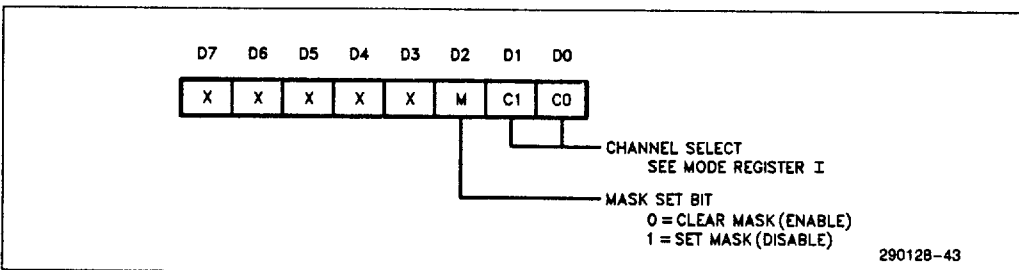 D7 D6 D5 D4 D3 D2 D1 D0
X X X X X M C1 C0
CHANNEL SELECT
SEE MODE REGISTER I
MASK SET BIT
0 = CLEAR MASK (ENABLE)
1 = SET MASK (DISABLE)
290128-43